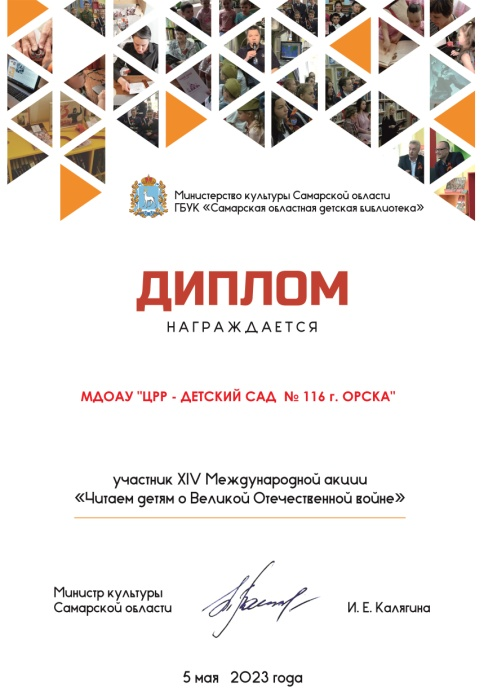 Министерство культуры Самарской области
ГБУК «Самарская областная детская библиотека»
ДИПЛОМ
НАГРАЖДАЕТСЯ
МДОАУ "ЦРР - ДЕТСКИЙ САД № 116 г. ОРСКА"
участник XIV Международной акции
«Читаем детям о Великой Отечественной войне»
Министр культуры
Самарской области
И. Е. Калягина
5 мая 2023 года